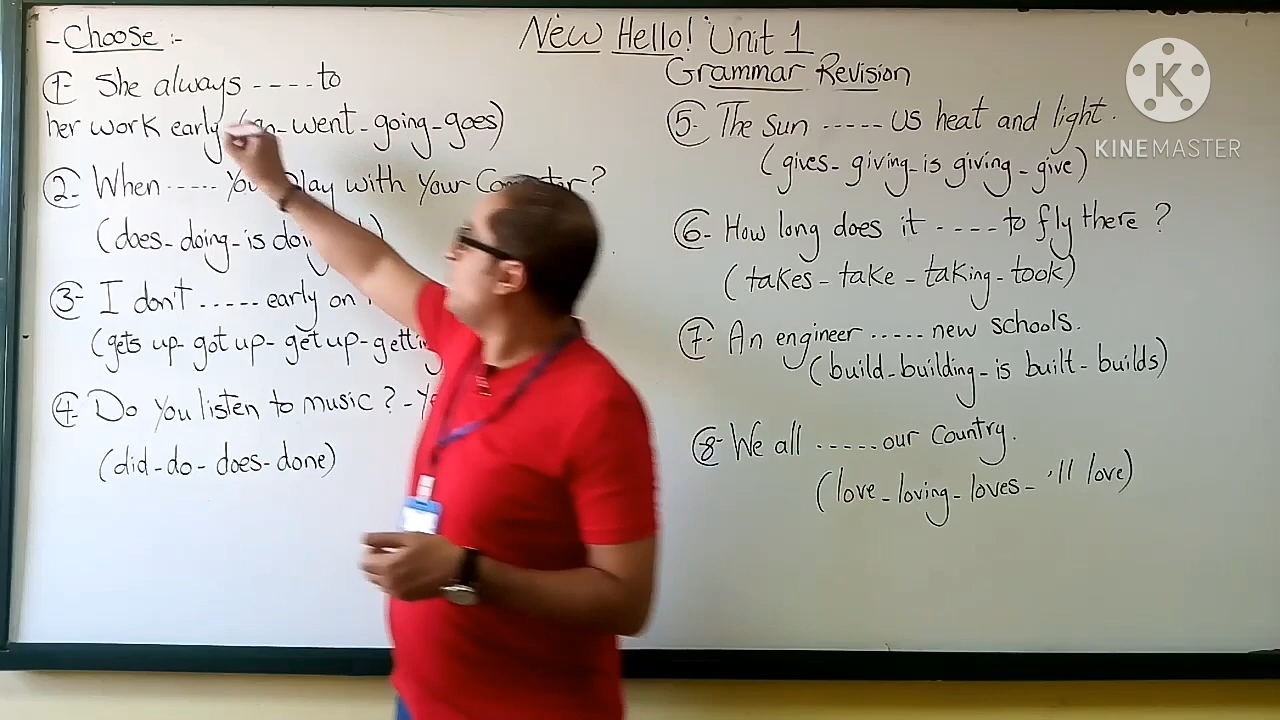 - Choose :-
New Hello! Unit 1
Grammar Revision
1- She always ---- to
her work early (go - went - going - goes)
2- When ----- you play with your Computer?
(does - doing - is doing
3- I don't ----- early on
(gets up - got up - get up - getting
4- Do you listen to music? -
(did - do - does - done)
5- The sun ----- us heat and light.
(gives - giving - is giving - give)
6- How long does it ---- to fly there?
(takes - take - taking - took)
7- An engineer ----- new schools.
(build - building - is built - builds)
8- We all ----- our country.
(love - loving - loves - 'll love)
K
KINEMASTER